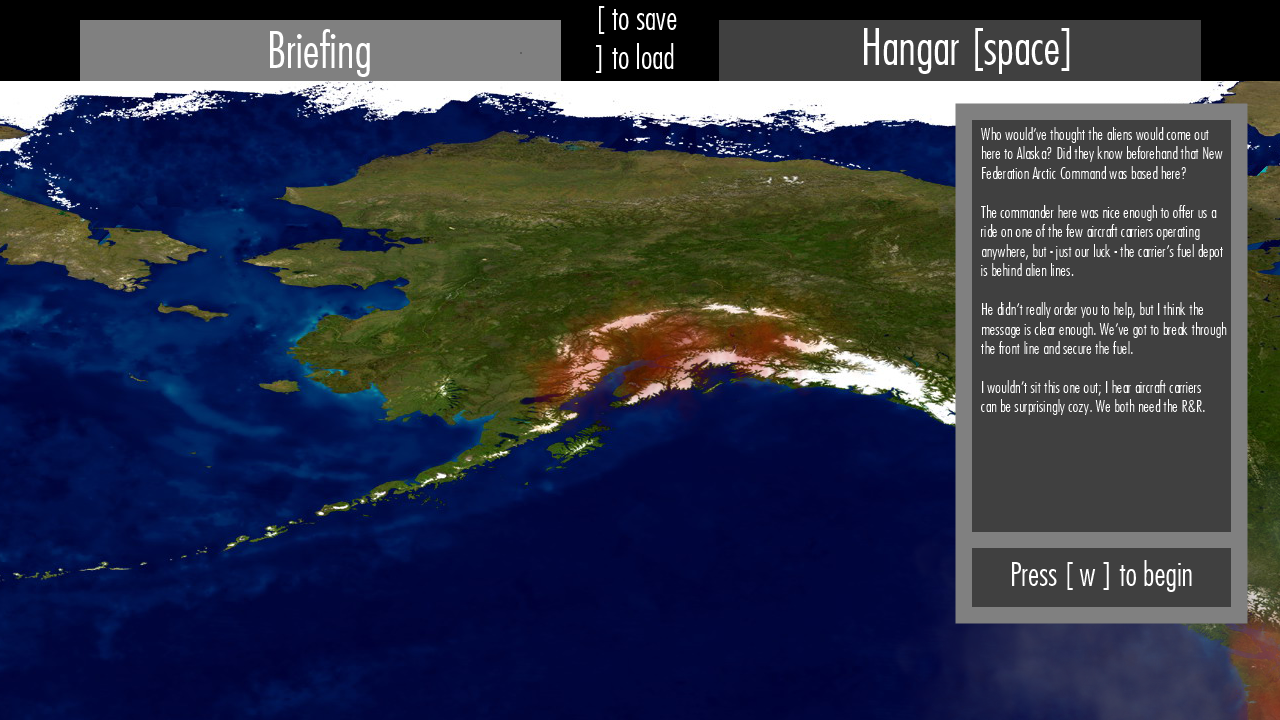 Briefing
[ to save
] to load
Hangar [space]
Who would've thought the aliens would come out
here to Alaska? Did they know beforehand that New
Federation Arctic Command was based here?
The commander here was nice enough to offer us a
ride on one of the few aircraft carriers operating
anywhere, but - just our luck - the carrier's fuel depot
is behind alien lines.
He didn't really order you to help, but I think the
message is clear enough. We've got to break through
the front line and secure the fuel.
I wouldn't sit this one out; I hear aircraft carriers
can be surprisingly cozy. We both need the R&R.
Press [ w ] to begin